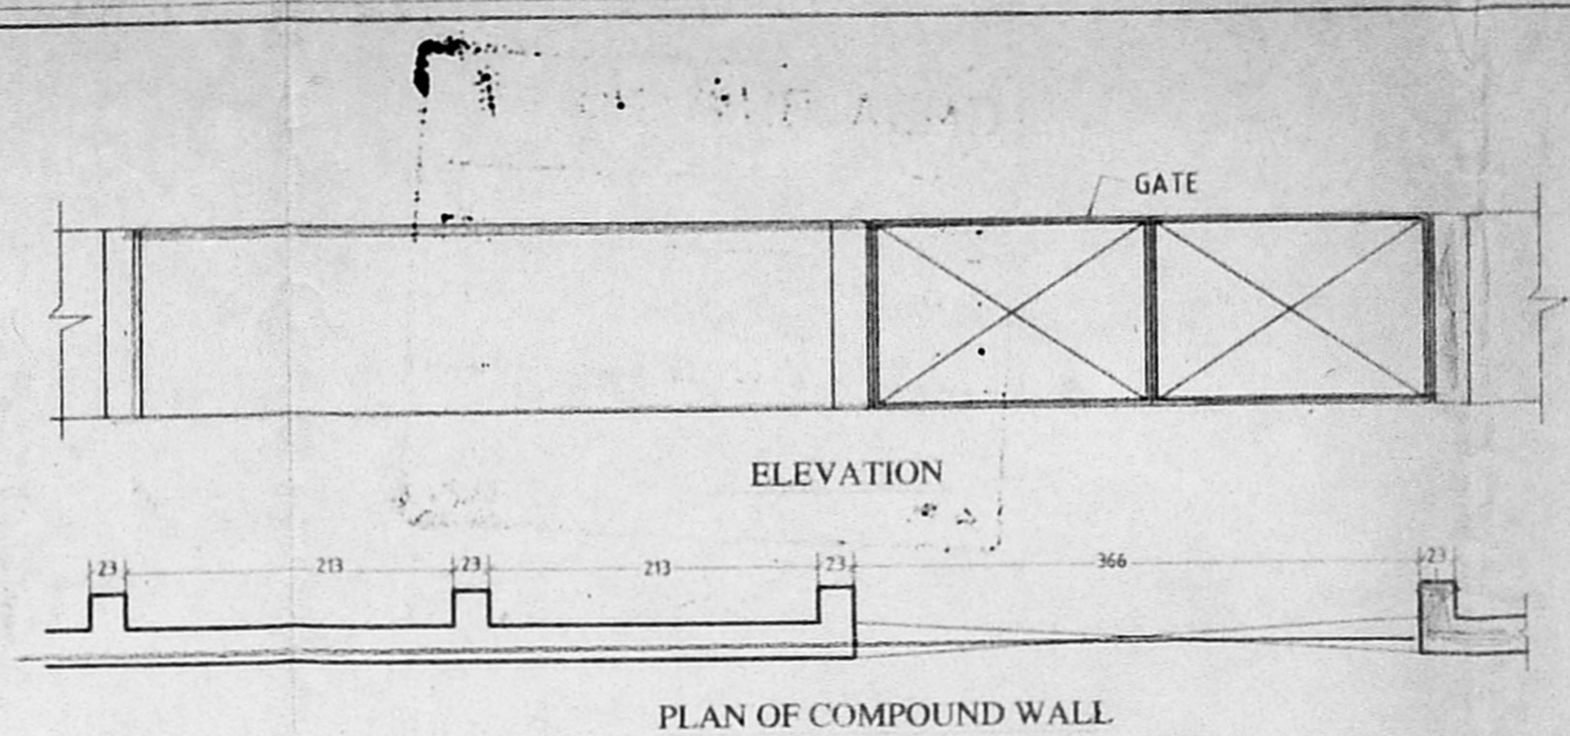 GATE
ELEVATION
23 213 23 213 23 366 23
PLAN OF COMPOUND WALL